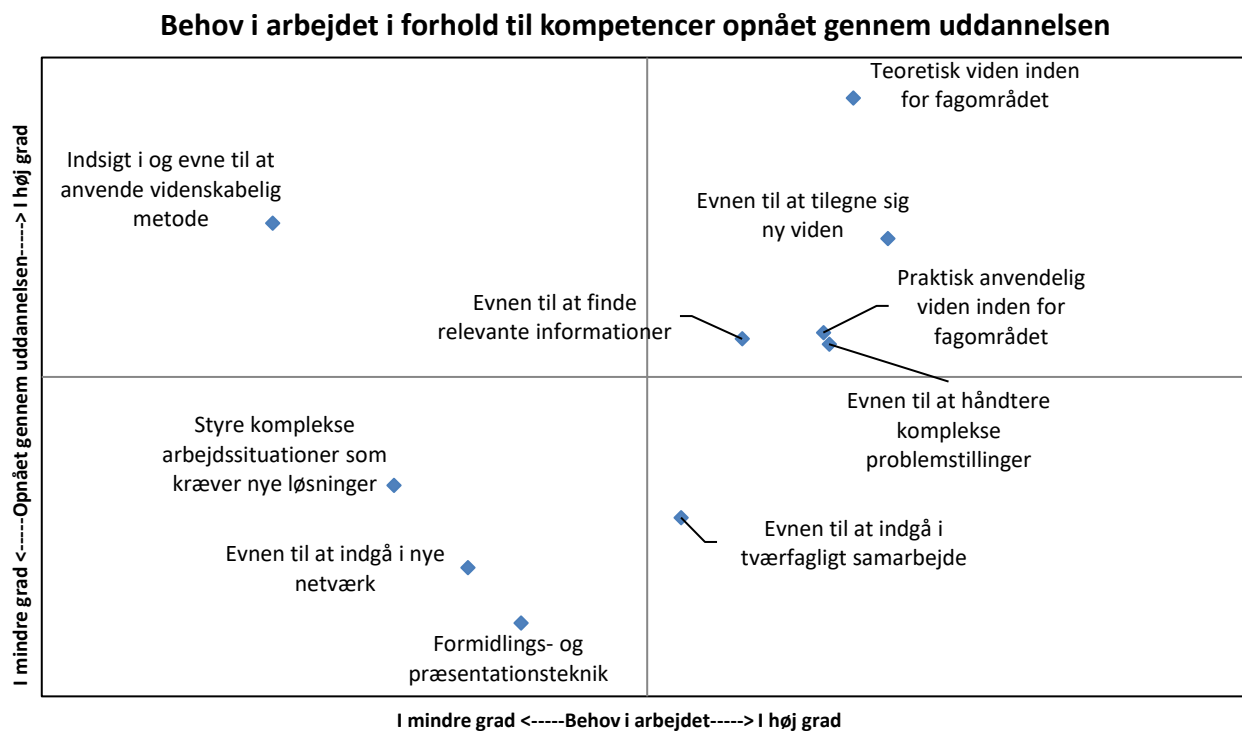 Behov i arbejdet i forhold til kompetencer opnået gennem uddannelsen
Teoretisk viden inden
for fagområdet
Indsigt i og evne til at
anvende videnskabelig
metode
Evnen til at tilegne sig
ny viden
Praktisk anvendelig
viden inden for
fagområdet
Evnen til at finde
relevante informationer
Evnen til at håndtere
komplekse
problemstillinger
Styre komplekse
arbejdssituationer som
kræver nye løsninger
Evnen til at indgå i
tværfagligt samarbejde
Evnen til at indgå i nye
netværk
Formidlings- og
præsentationsteknik
I mindre grad <-----Opnået gennem uddannelsen-----> I høj grad
I mindre grad <-----Behov i arbejdet-----> I høj grad